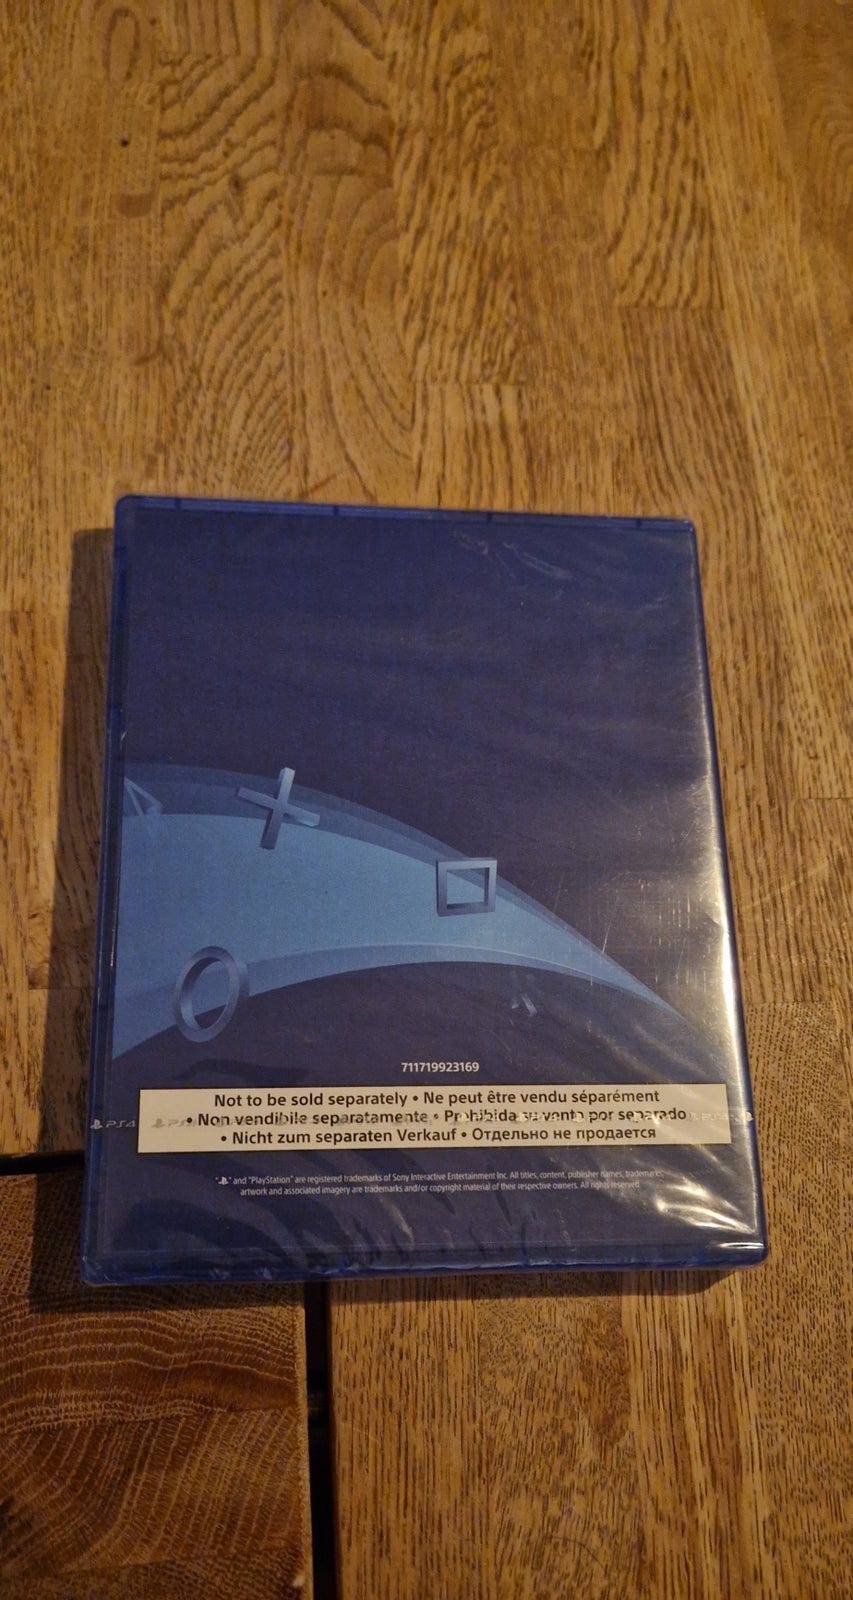 711719923169
Not to be sold separately • Ne peut être vendu séparément
• Non vendibile separatamente • Prohibida su venta por separado
PS4
• Nicht zum separaten Verkauf • Отдельно не продается
" " and "PlayStation" are registered trademarks of Sony Interactive Entertainment Inc. All titles, content, publisher names, trademarks,
artwork and associated imagery are trademarks and/or copyright material of their respective owners. All rights reserved.